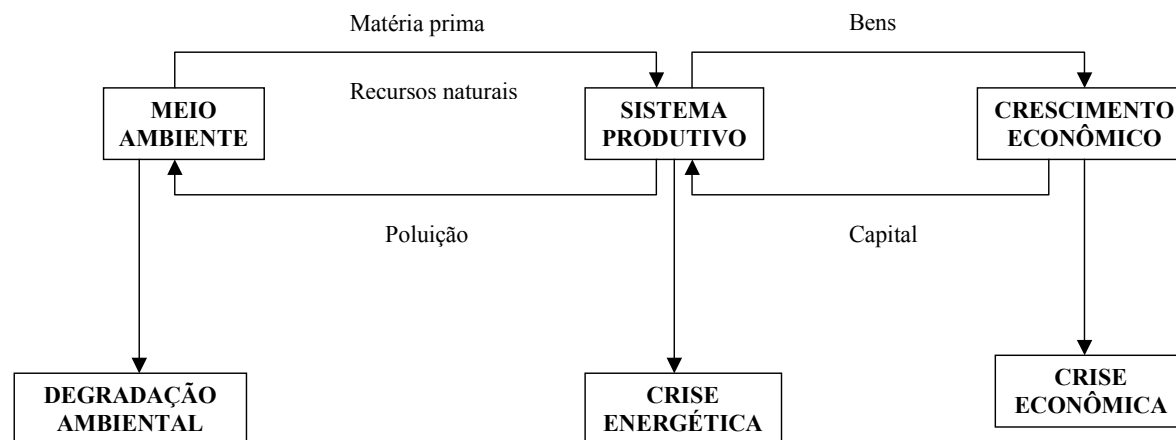 Matéria prima
Bens
Recursos naturais
MEIO
AMBIENTE
SISTEMA
PRODUTIVO
CRESCIMENTO
ECONÔMICO
Poluição
Capital
DEGRADAÇÃO
AMBIENTAL
CRISE
ENERGÉTICA
CRISE
ECONÔMICA